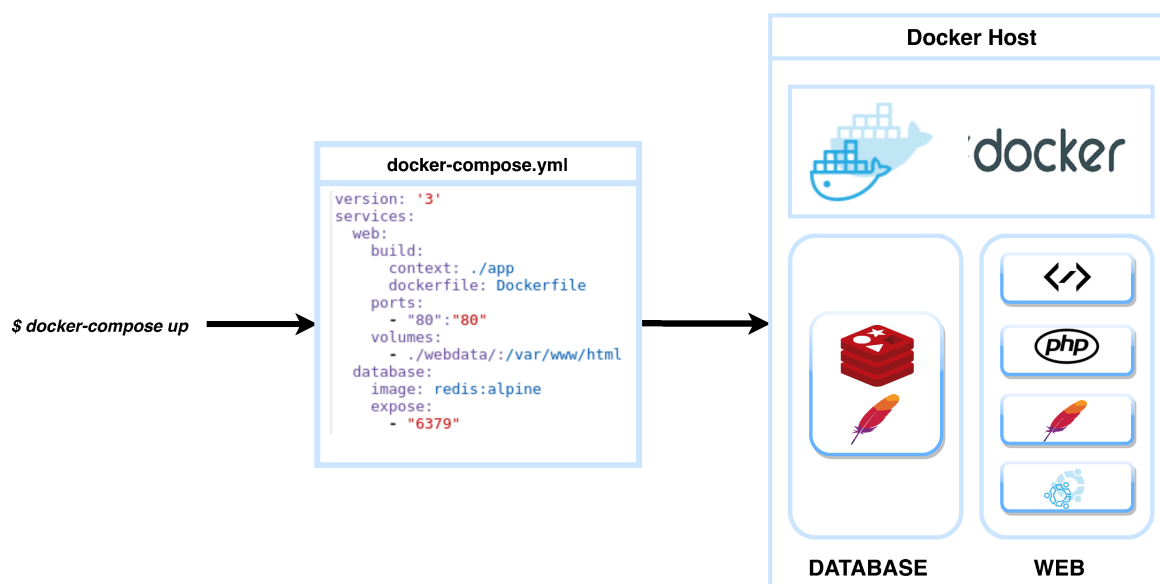 $ docker-compose up
docker-compose.yml
version: '3'
services:
web:
build:
context: ./app
dockerfile: Dockerfile
ports:
- "80":"80"
volumes:
- ./webdata/:/var/www/html
database:
image: redis:alpine
expose:
- "6379"
Docker Host
docker
php
DATABASE
WEB